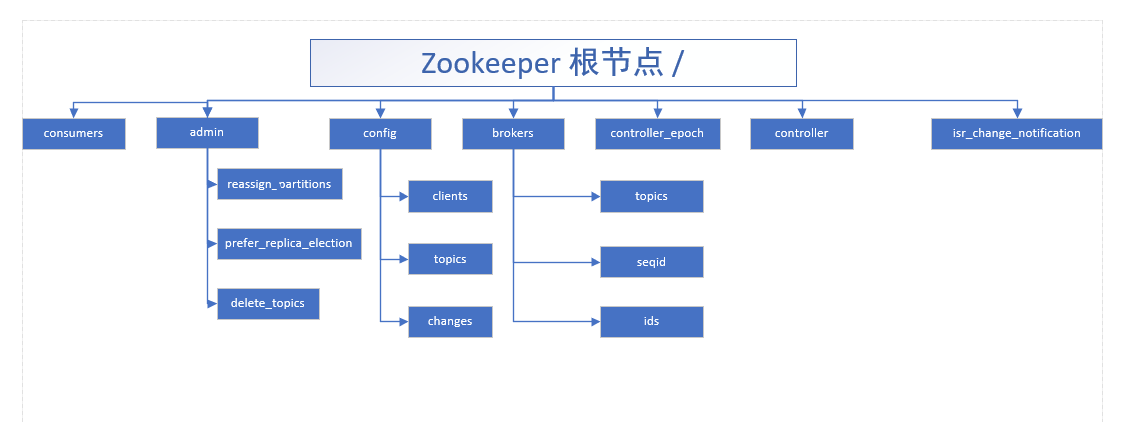 Zookeeper 根节点 /
consumers
admin
config
brokers
controller_epoch
controller
isr_change_notification
reassign_partitions
clients
topics
prefer_replica_election
topics
seqid
delete_topics
changes
ids